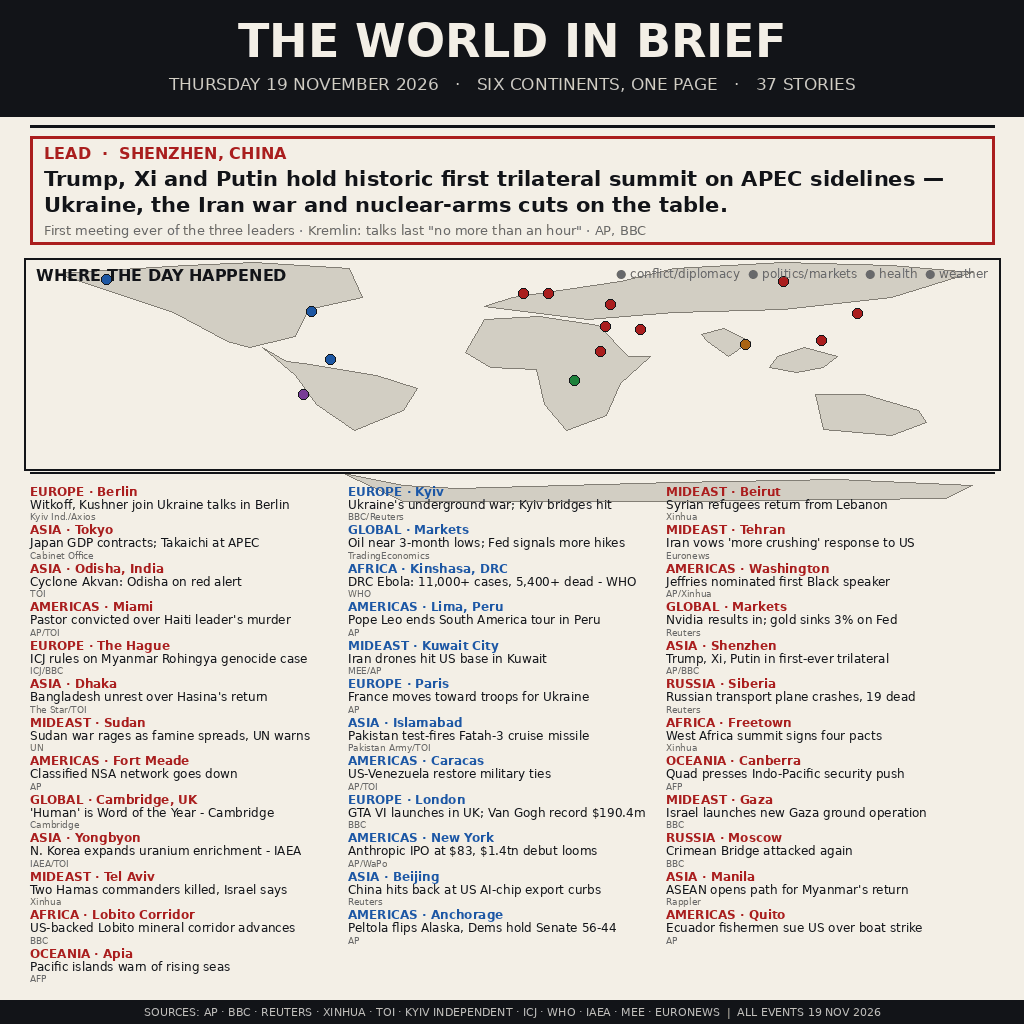 THE WORLD IN BRIEF
THURSDAY 19 NOVEMBER 2026 · SIX CONTINENTS, ONE PAGE · 37 STORIES
LEAD · SHENZHEN, CHINA
Trump, Xi and Putin hold historic first trilateral summit on APEC sidelines —
Ukraine, the Iran war and nuclear-arms cuts on the table.
First meeting ever of the three leaders · Kremlin: talks last "no more than an hour" · AP, BBC
WHERE THE DAY HAPPENED
● conflict/diplomacy ● politics/markets ● health ● weather
EUROPE · Berlin
Witkoff, Kushner join Ukraine talks in Berlin
Kyiv Ind./Axios
ASIA · Tokyo
Japan GDP contracts; Takaichi at APEC
Cabinet Office
ASIA · Odisha, India
Cyclone Akvan: Odisha on red alert
TOI
AMERICAS · Miami
Pastor convicted over Haiti leader's murder
AP/TOI
EUROPE · The Hague
ICJ rules on Myanmar Rohingya genocide case
ICJ/BBC
ASIA · Dhaka
Bangladesh unrest over Hasina's return
The Star/TOI
MIDEAST · Sudan
Sudan war rages as famine spreads, UN warns
UN
AMERICAS · Fort Meade
Classified NSA network goes down
AP
GLOBAL · Cambridge, UK
'Human' is Word of the Year - Cambridge
Cambridge
ASIA · Yongbyon
N. Korea expands uranium enrichment - IAEA
IAEA/TOI
MIDEAST · Tel Aviv
Two Hamas commanders killed, Israel says
Xinhua
AFRICA · Lobito Corridor
US-backed Lobito mineral corridor advances
BBC
OCEANIA · Apia
Pacific islands warn of rising seas
AFP
EUROPE · Kyiv
Ukraine's underground war; Kyiv bridges hit
BBC/Reuters
GLOBAL · Markets
Oil near 3-month lows; Fed signals more hikes
TradingEconomics
AFRICA · Kinshasa, DRC
DRC Ebola: 11,000+ cases, 5,400+ dead - WHO
WHO
AMERICAS · Lima, Peru
Pope Leo ends South America tour in Peru
AP
MIDEAST · Kuwait City
Iran drones hit US base in Kuwait
MEE/AP
EUROPE · Paris
France moves toward troops for Ukraine
AP
ASIA · Islamabad
Pakistan test-fires Fatah-3 cruise missile
Pakistan Army/TOI
AMERICAS · Caracas
US-Venezuela restore military ties
AP/TOI
EUROPE · London
GTA VI launches in UK; Van Gogh record $190.4m
BBC
AMERICAS · New York
Anthropic IPO at $83, $1.4tn debut looms
AP/WaPo
ASIA · Beijing
China hits back at US AI-chip export curbs
Reuters
AMERICAS · Anchorage
Peltola flips Alaska, Dems hold Senate 56-44
AP
MIDEAST · Beirut
Syrian refugees return from Lebanon
Xinhua
MIDEAST · Tehran
Iran vows 'more crushing' response to US
Euronews
AMERICAS · Washington
Jeffries nominated first Black speaker
AP/Xinhua
GLOBAL · Markets
Nvidia results in; gold sinks 3% on Fed
Reuters
ASIA · Shenzhen
Trump, Xi, Putin in first-ever trilateral
AP/BBC
RUSSIA · Siberia
Russian transport plane crashes, 19 dead
Reuters
AFRICA · Freetown
West Africa summit signs four pacts
Xinhua
OCEANIA · Canberra
Quad presses Indo-Pacific security push
AFP
MIDEAST · Gaza
Israel launches new Gaza ground operation
BBC
RUSSIA · Moscow
Crimean Bridge attacked again
BBC
ASIA · Manila
ASEAN opens path for Myanmar's return
Rappler
AMERICAS · Quito
Ecuador fishermen sue US over boat strike
AP
SOURCES: AP · BBC · REUTERS · XINHUA · TOI · KYIV INDEPENDENT · ICJ · WHO · IAEA · MEE · EURONEWS | ALL EVENTS 19 NOV 2026